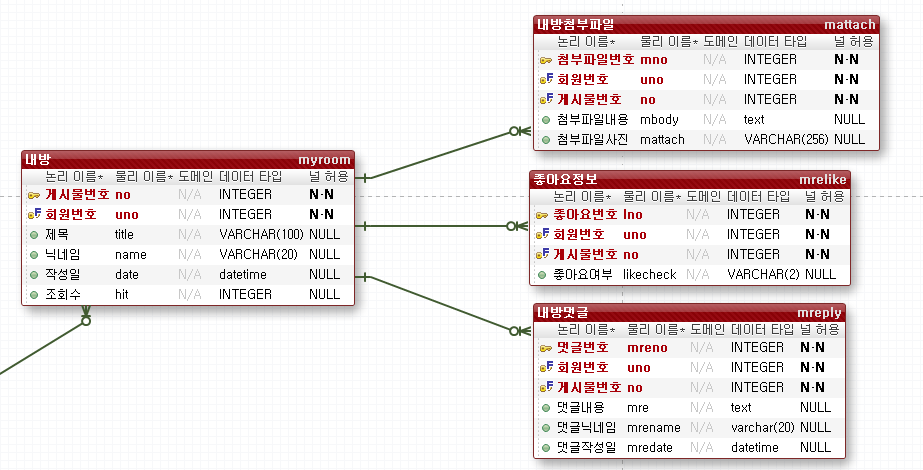 내방첨부파일 mattach
논리 이름* 물리 이름* 도메인 데이터 타입 널 허용
첨부파일번호 mno N/A INTEGER N·N
회원번호 uno N/A INTEGER N·N
게시물번호 no N/A INTEGER N·N
첨부파일내용 mbody N/A text NULL
첨부파일사진 mattach N/A VARCHAR(256) NULL
내방 myroom
논리 이름* 물리 이름* 도메인 데이터 타입 널 허용
게시물번호 no N/A INTEGER N·N
회원번호 uno N/A INTEGER N·N
제목 title N/A VARCHAR(100) NULL
닉네임 name N/A VARCHAR(20) NULL
작성일 date N/A datetime NULL
조회수 hit N/A INTEGER NULL
좋아요정보 mrelike
논리 이름* 물리 이름* 도메인 데이터 타입 널 허용
좋아요번호 lno N/A INTEGER N·N
회원번호 uno N/A INTEGER N·N
게시물번호 no N/A INTEGER N·N
좋아요여부 likecheck N/A VARCHAR(2) NULL
내방댓글 mreply
논리 이름* 물리 이름* 도메인 데이터 타입 널 허용
댓글번호 mreno N/A INTEGER N·N
회원번호 uno N/A INTEGER N·N
게시물번호 no N/A INTEGER N·N
댓글내용 mre N/A text NULL
댓글닉네임 mrename N/A varchar(20) NULL
댓글작성일 mredate N/A datetime NULL